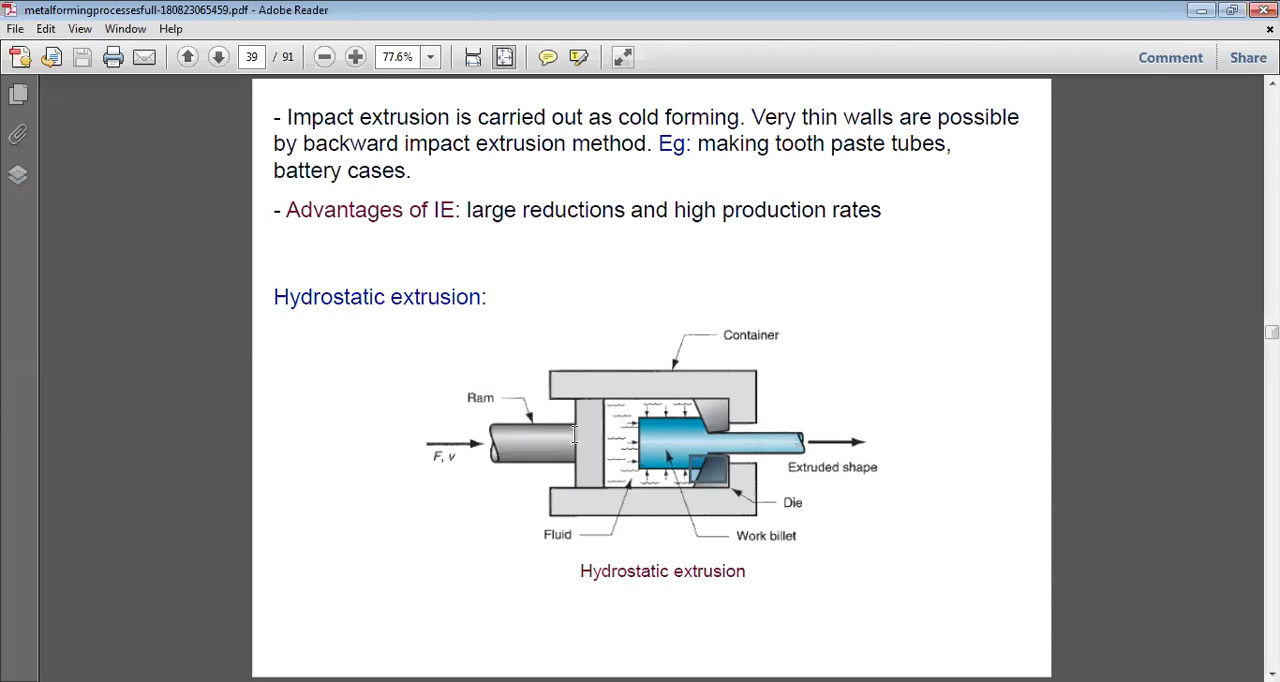 metalformingprocessesfull-180823065459.pdf - Adobe Reader
File Edit View Window Help
39 / 91 77.6% Comment Share
- Impact extrusion is carried out as cold forming. Very thin walls are possible
by backward impact extrusion method. Eg: making tooth paste tubes,
battery cases.
- Advantages of IE: large reductions and high production rates
Hydrostatic extrusion:
Container
Ram
F, v
Extruded shape
Die
Fluid
Work billet
Hydrostatic extrusion